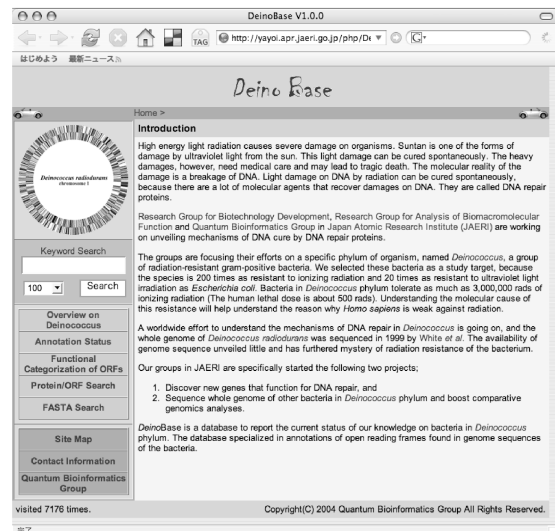 DeinoBase V1.0.0
TAG
http://yayoi.apr.jaeri.go.jp/php/De
G
はじめよう 最新ニュース
Deino Base
Home >
Deinococcus radiodurans
chromosome 1
Keyword Search
100
Search
Overview on
Deinococcus
Annotation Status
Functional
Categorization of ORFs
Protein/ORF Search
FASTA Search
Site Map
Contact Information
Quantum Bioinformatics
Group
Introduction
High energy light radiation causes severe damage on organisms. Suntan is one of the forms of
damage by ultraviolet light from the sun. This light damage can be cured spontaneously. The heavy
damages, however, need medical care and may lead to tragic death. The molecular reality of the
damage is a breakage of DNA. Light damage on DNA by radiation can be cured spontaneously,
because there are a lot of molecular agents that recover damages on DNA. They are called DNA repair
proteins.
Research Group for Biotechnology Development, Research Group for Analysis of Biomacromolecular
Function and Quantum Bioinformatics Group in Japan Atomic Research Institute (JAERI) are working
on unveiling mechanisms of DNA cure by DNA repair proteins.
The groups are focusing their efforts on a specific phylum of organism, named Deinococcus, a group
of radiation-resistant gram-positive bacteria. We selected these bacteria as a study target, because
the species is 200 times as resistant to ionizing radiation and 20 times as resistant to ultraviolet light
irradiation as Escherichia coli. Bacteria in Deinococcus phylum tolerate as much as 3,000,000 rads of
ionizing radiation (The human lethal dose is about 500 rads). Understanding the molecular cause of
this resistance will help understand the reason why Homo sapiens is weak against radiation.
A worldwide effort to understand the mechanisms of DNA repair in Deinococcus is going on, and the
whole genome of Deinococcus radiodurans was sequenced in 1999 by White et al. The availability of
genome sequence unveiled little and has furthered mystery of radiation resistance of the bacterium.
Our groups in JAERI are specifically started the following two projects;
1. Discover new genes that function for DNA repair, and
2. Sequence whole genome of other bacteria in Deinococcus phylum and boost comparative
genomics analyses.
DeinoBase is a database to report the current status of our knowledge on bacteria in Deinococcus
phylum. The database specialized in annotations of open reading frames found in genome sequences
of the bacteria.
visited 7176 times.
Copyright(C) 2004 Quantum Bioinformatics Group All Rights Reserved.
完了